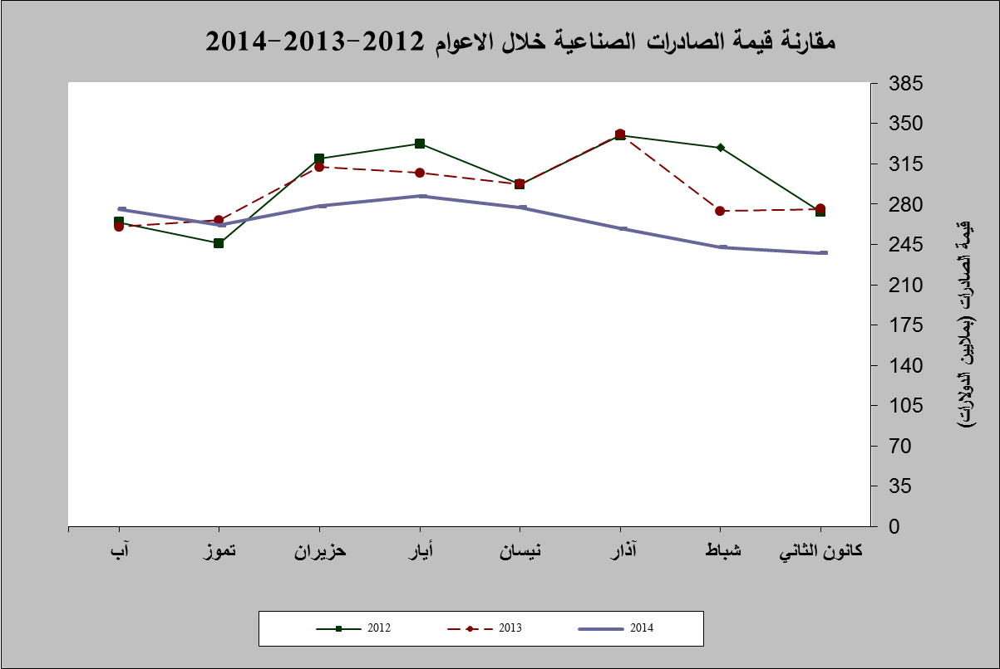 مقارنة قيمة الصادرات الصناعية خلال الاعوام 2012-2013-2014
385
350
315
280
245
210
175
140
105
70
35
0
قيمة الصادرات (بملايين الدولارات)
كانون الثاني
شباط
آذار
نيسان
أيار
حزيران
تموز
آب
2012
2013
2014